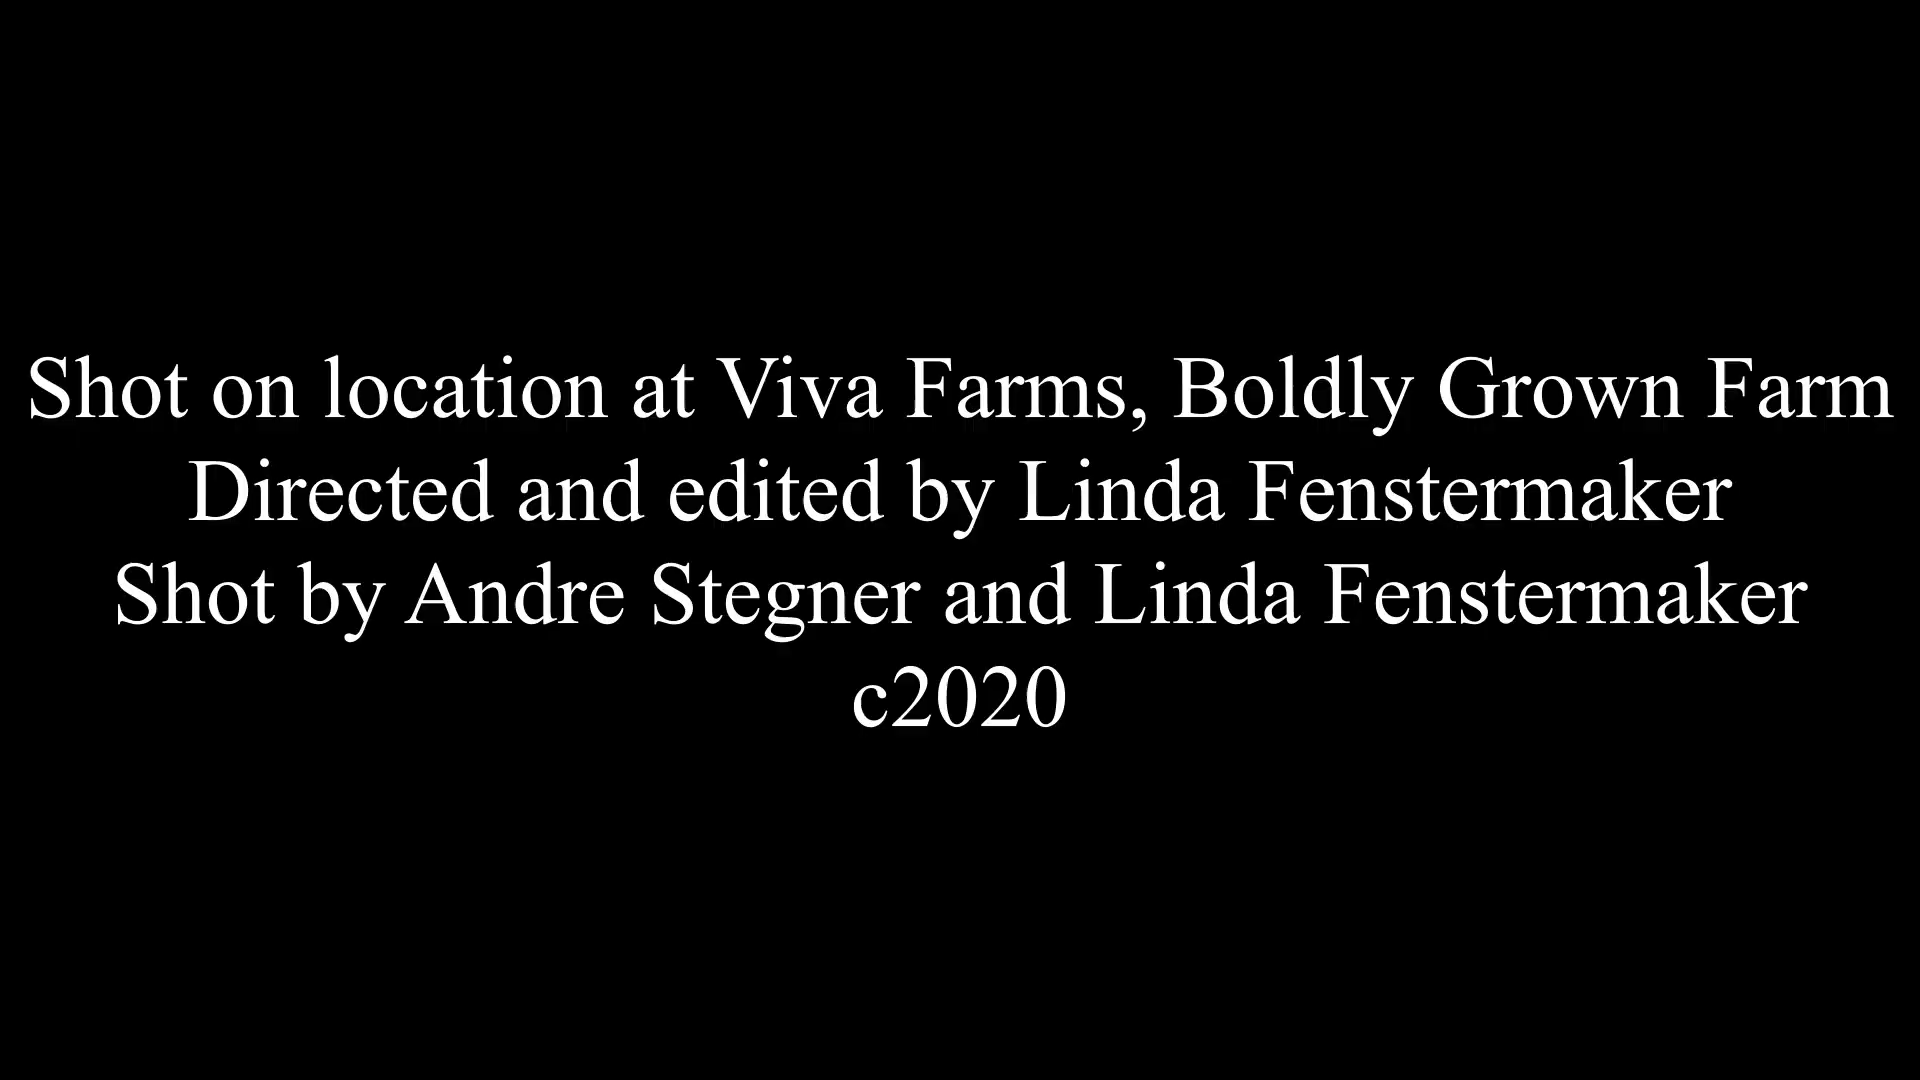 Shot on location at Viva Farms, Boldly Grown Farm
Directed and edited by Linda Fenstermaker
Shot by Andre Stegner and Linda Fenstermaker
c2020